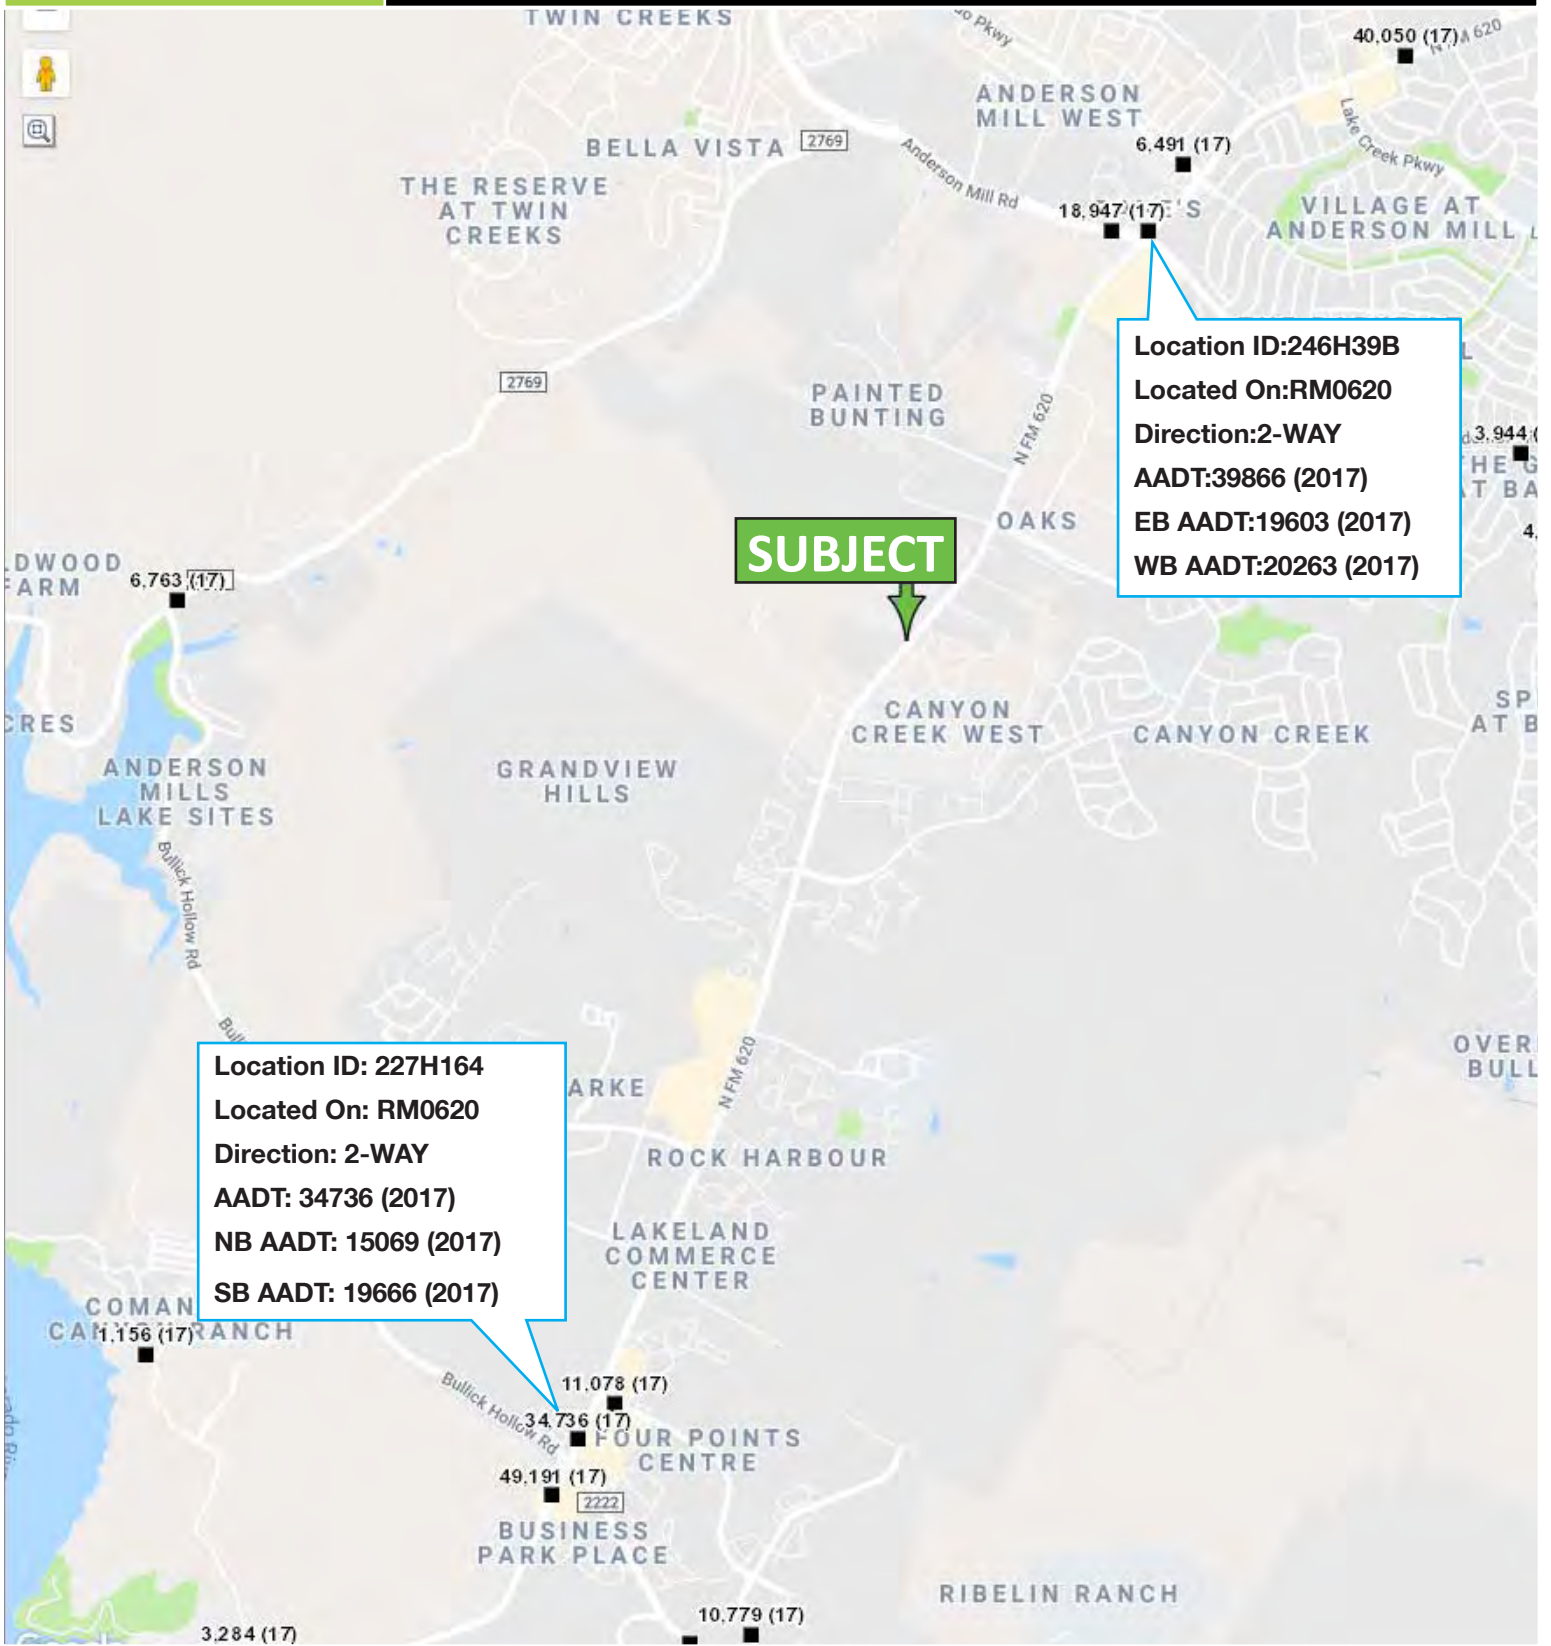 TWIN CREEKS
Pkwy
40,050 (17)
620
ANDERSON
MILL WEST
BELLA VISTA
2769
Anderson Mill Rd
6,491 (17)
Lake Creek Pkwy
THE RESERVE
AT TWIN
CREEKS
18,947 (17)
VILLAGE AT
ANDERSON MILL
2769
PAINTED
BUNTING
N FM 620
Location ID:246H39B
Located On:RM0620
Direction:2-WAY
AADT:39866 (2017)
EB AADT:19603 (2017)
WB AADT:20263 (2017)
3,944
OAKS
SUBJECT
6,763 (17)
CANYON
CREEK WEST
CANYON CREEK
ANDERSON
MILLS
LAKE SITES
GRANDVIEW
HILLS
Bullick Hollow Rd
N FM 620
Location ID: 227H164
Located On: RM0620
Direction: 2-WAY
AADT: 34736 (2017)
NB AADT: 15069 (2017)
SB AADT: 19666 (2017)
ROCK HARBOUR
LAKELAND
COMMERCE
CENTER
1,156 (17)
RANCH
Bullick Hollow Rd
11,078 (17)
34,736 (17)
FOUR POINTS
CENTRE
49,191 (17)
2222
BUSINESS
PARK PLACE
RIBELIN RANCH
10,779 (17)
3,284 (17)